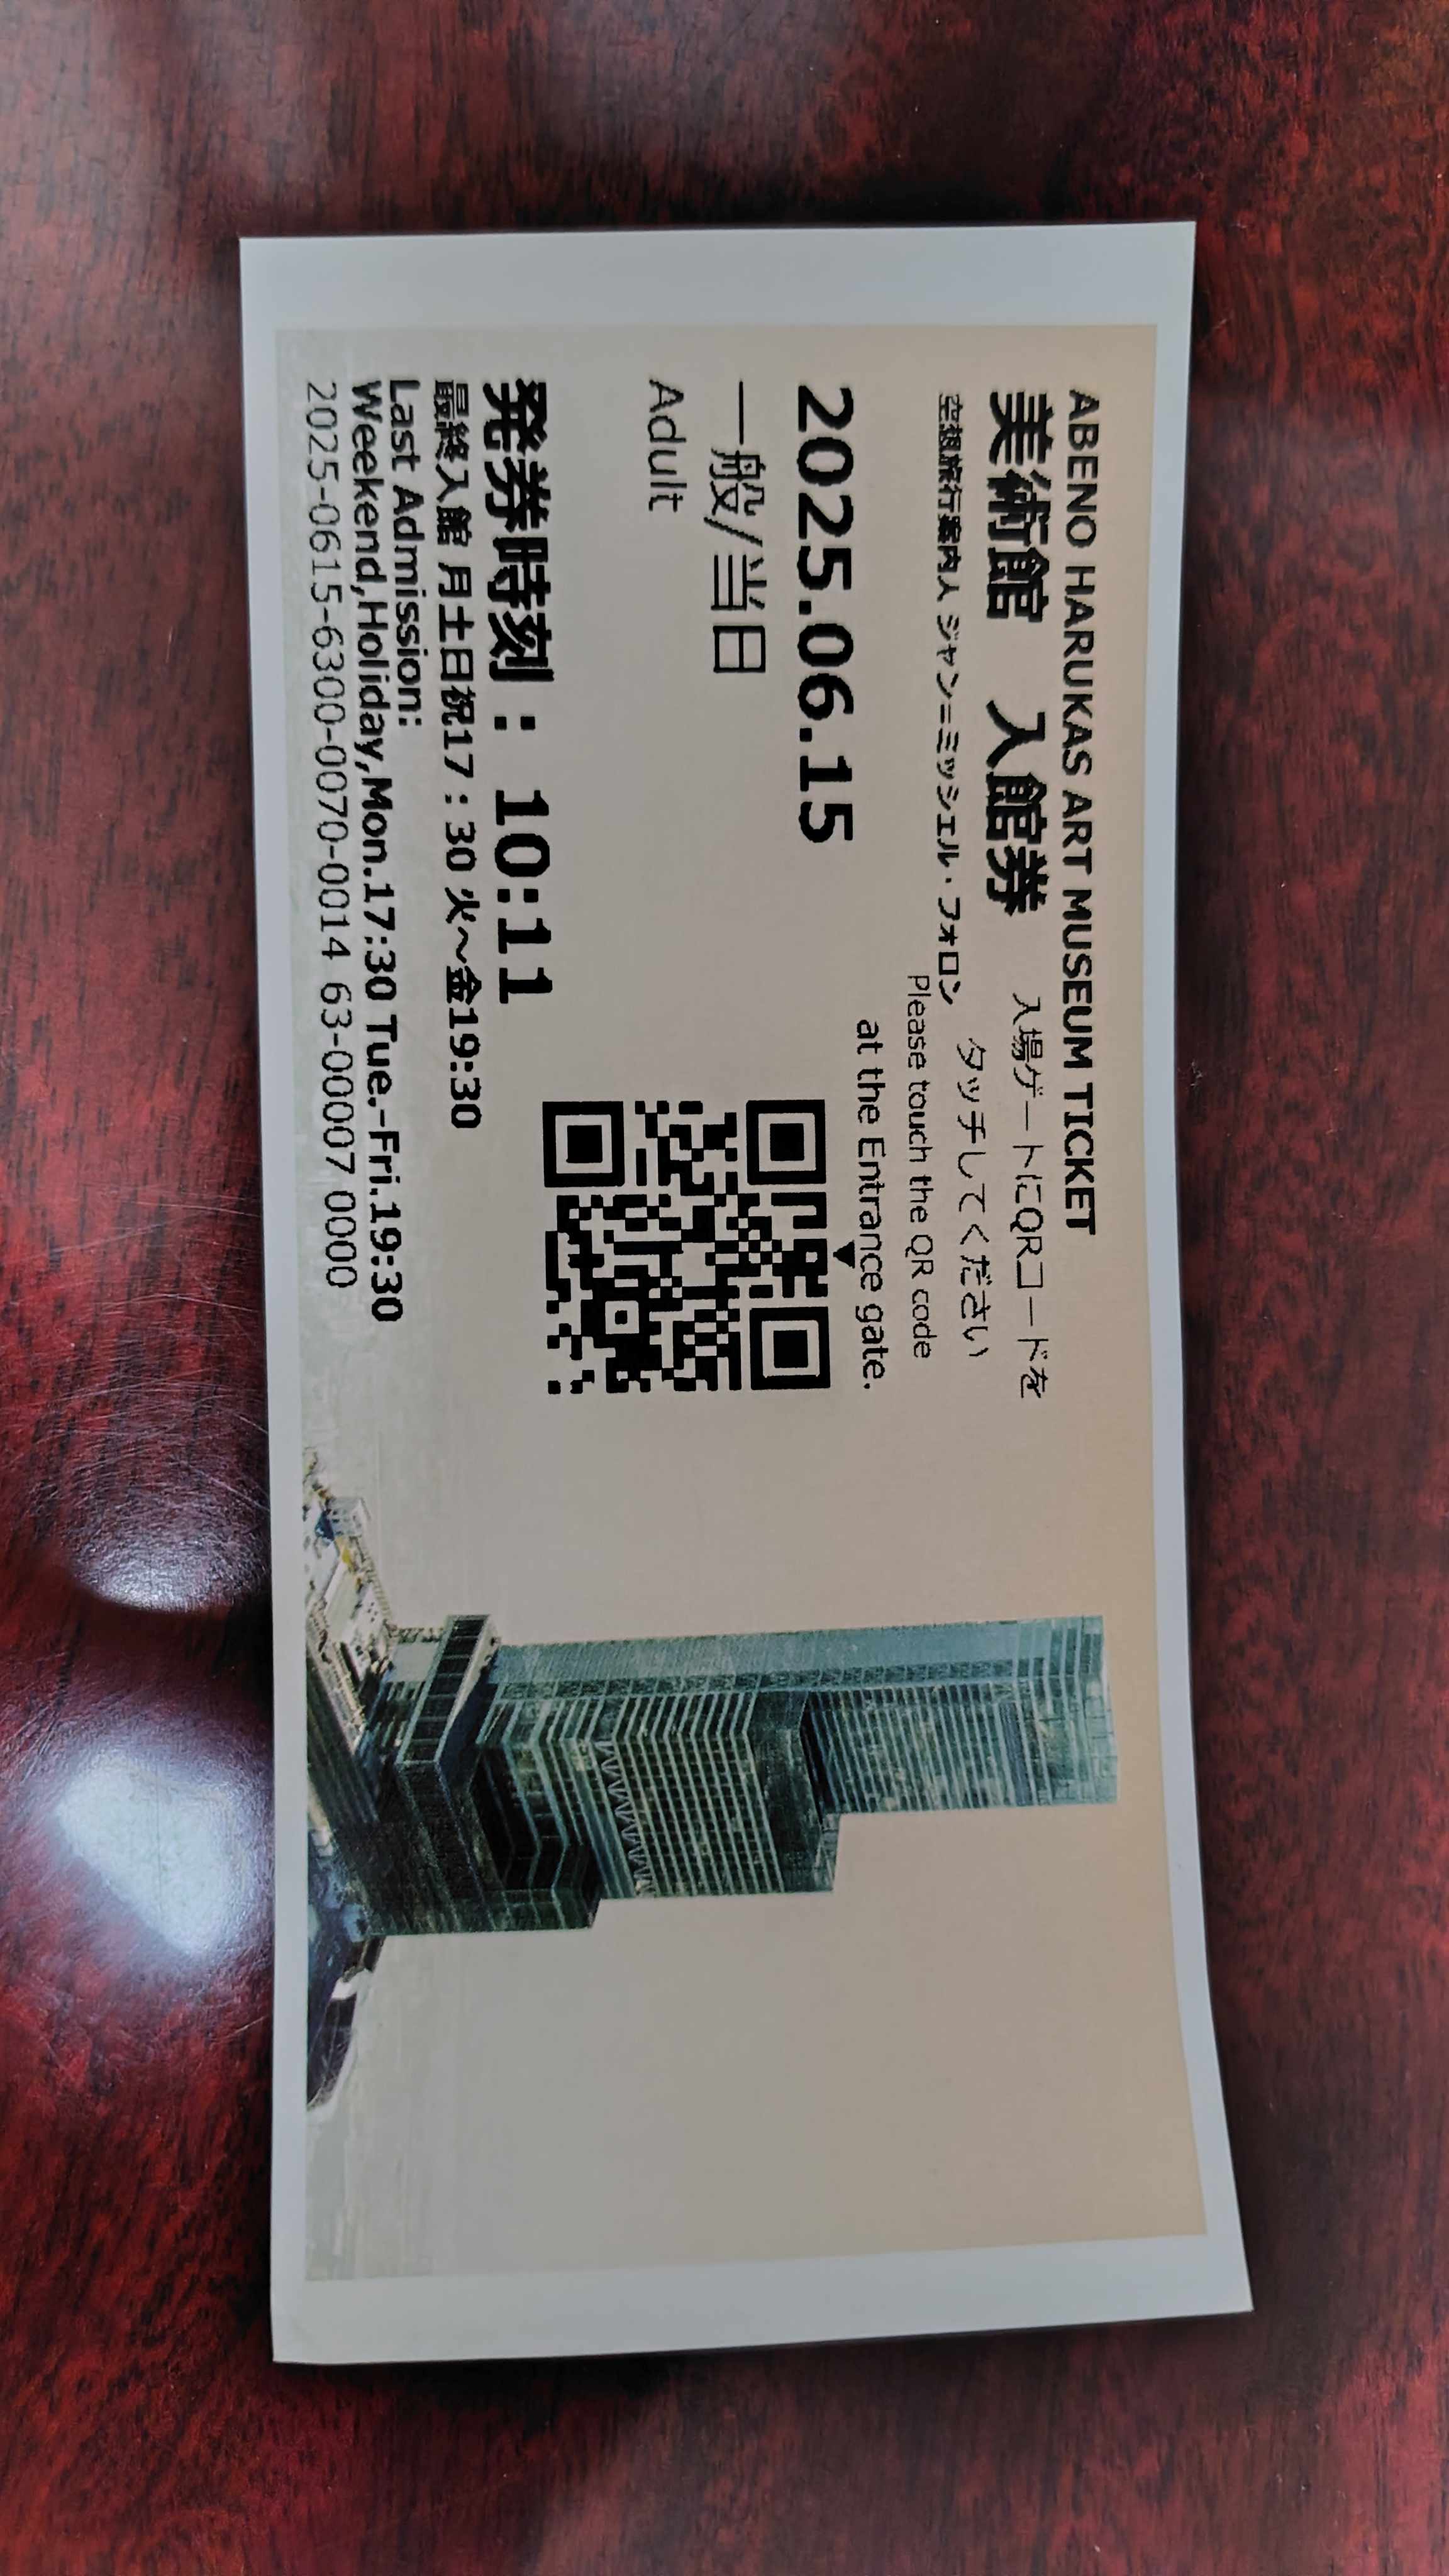 ABENO HARUKAS ART MUSEUM TICKET
美術館 入館券
空想旅行案内人 ジャン=ミッシェル・フォロン
入場ゲートにQRコードを
タッチしてください
Please touch the QR code
at the Entrance gate.
2025.06.15
一般/当日
Adult
発券時刻：10:11
最終入館 月土日祝17：30 火～金19:30
Last Admission:
Weekend,Holiday,Mon.17:30 Tue.-Fri.19:30
2025-0615-6300-0070-0014 63-00007 0000